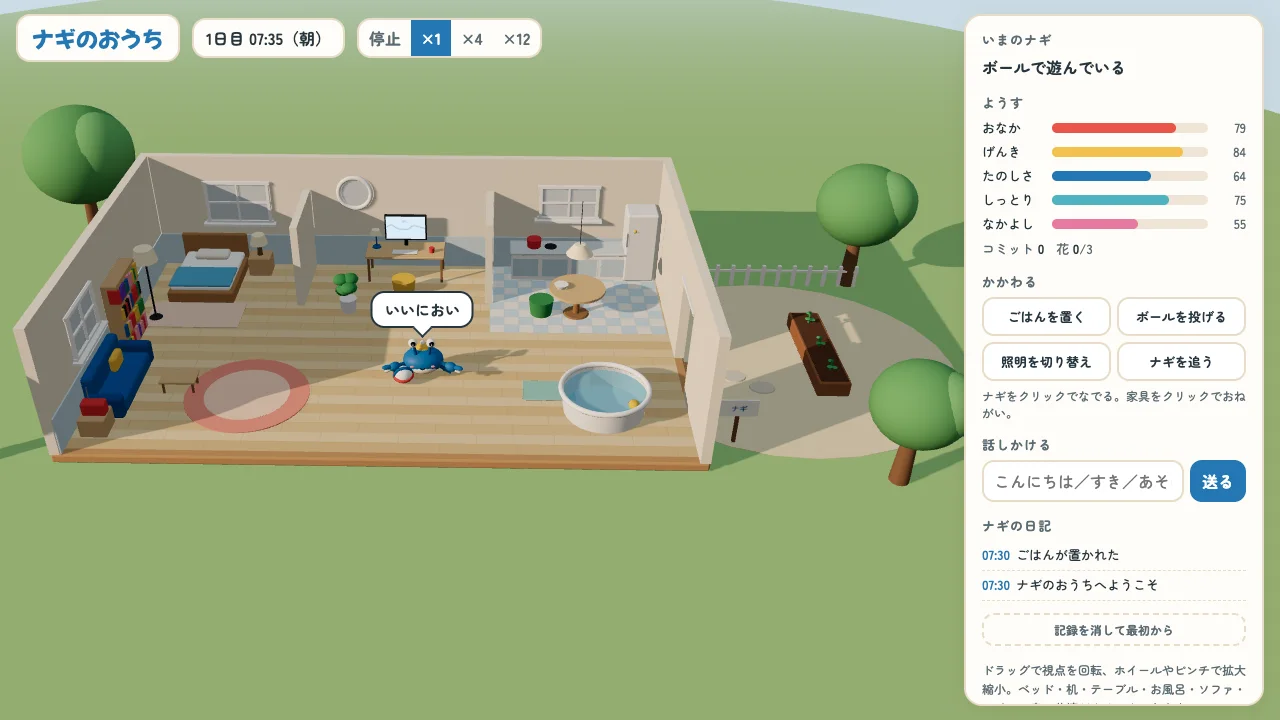 ナギのおうち
1日目 07:35（朝）
停止 ×1 ×4 ×12
いいにおい
ナギ
いまのナギ
ボールで遊んでいる
ようす
おなか 79
げんき 84
たのしさ 64
しっとり 75
なかよし 55
コミット 0 花 0/3
かかわる
ごはんを置く ボールを投げる
照明を切り替え ナギを追う
ナギをクリックでなでる。家具をクリックでおね
がい。
話しかける
こんにちは／すき／あそ 送る
ナギの日記
07:30 ごはんが置かれた
07:30 ナギのおうちへようこそ
記録を消して最初から
ドラッグで視点を回転、ホイールやピンチで拡大
縮小。ベッド・机・テーブル・お風呂・ソファ・